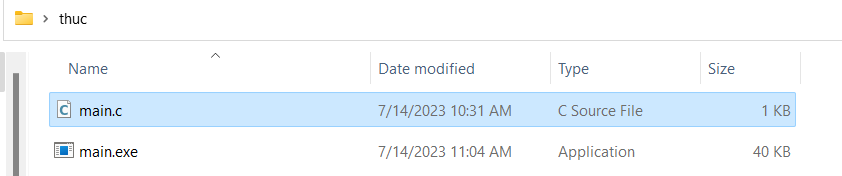 thuc
Name Date modified Type Size
main.c 7/14/2023 10:31 AM C Source File 1 KB
main.exe 7/14/2023 11:04 AM Application 40 KB